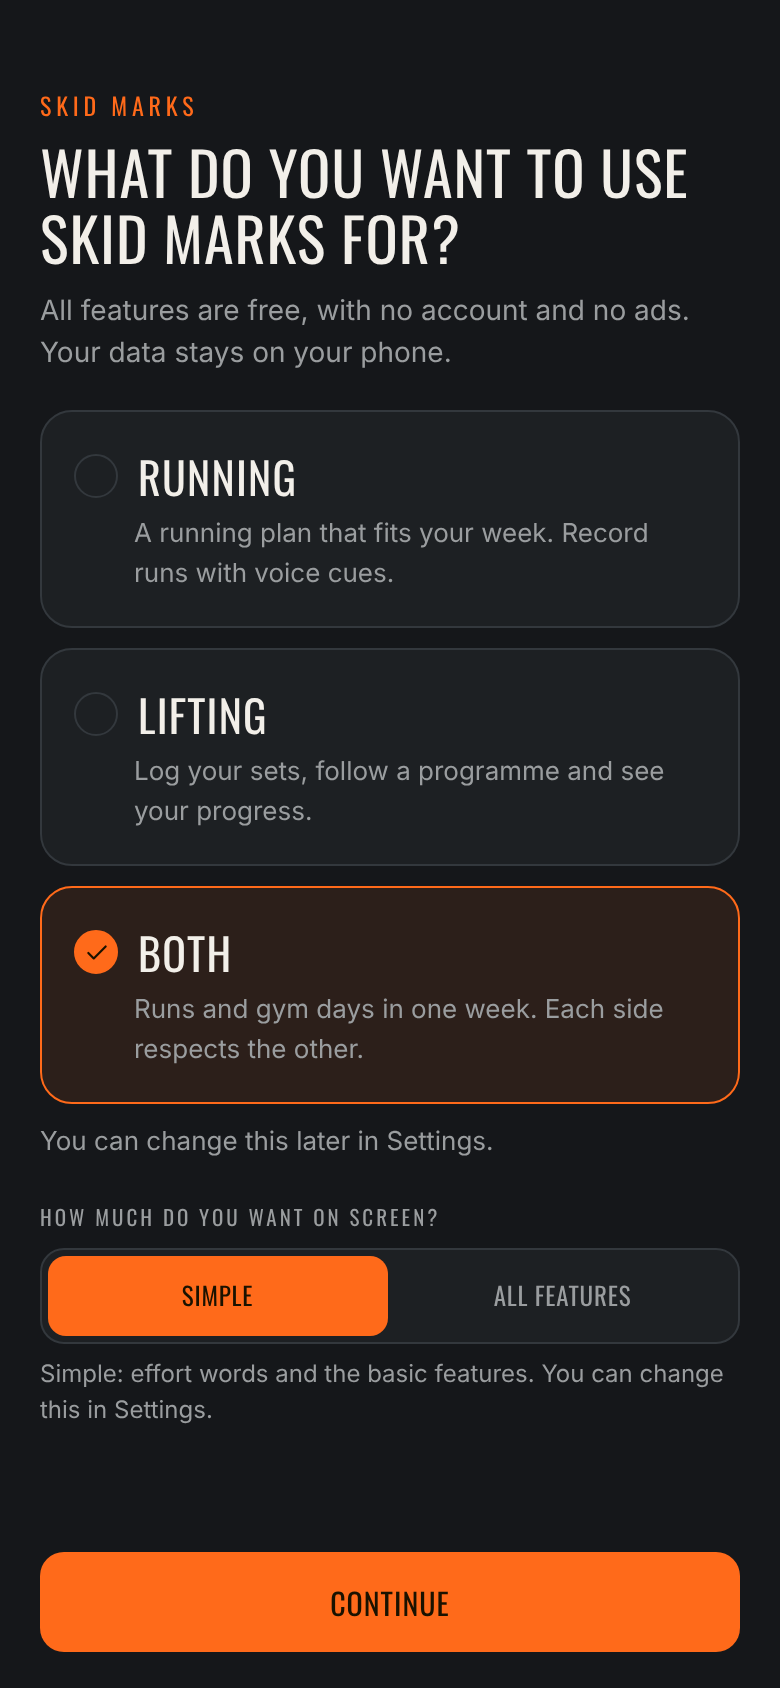 SKID MARKS
WHAT DO YOU WANT TO USE
SKID MARKS FOR?
All features are free, with no account and no ads.
Your data stays on your phone.
RUNNING
A running plan that fits your week. Record
runs with voice cues.
LIFTING
Log your sets, follow a programme and see
your progress.
BOTH
Runs and gym days in one week. Each side
respects the other.
You can change this later in Settings.
HOW MUCH DO YOU WANT ON SCREEN?
SIMPLE
ALL FEATURES
Simple: effort words and the basic features. You can change
this in Settings.
CONTINUE